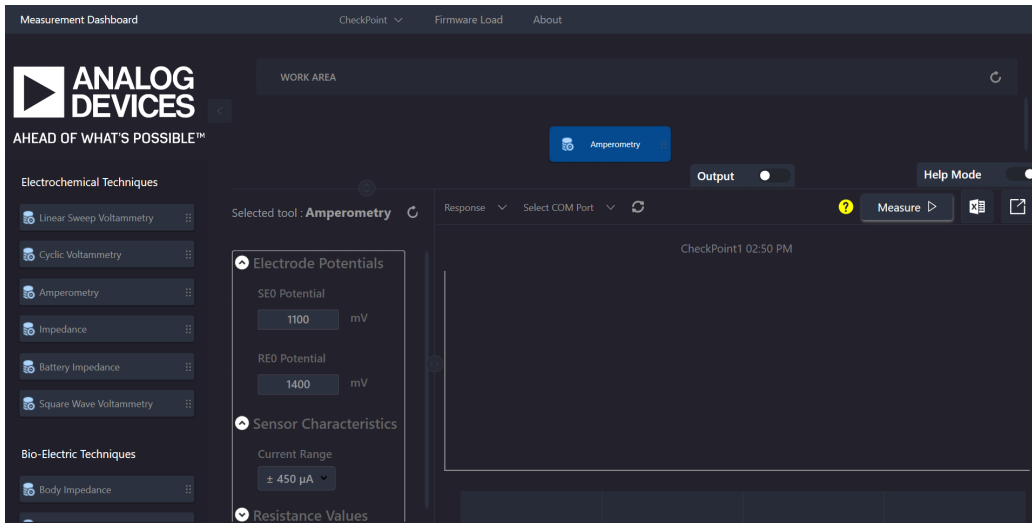 Measurement Dashboard
CheckPoint
Firmware Load
About
ANALOG
DEVICES
AHEAD OF WHAT'S POSSIBLE™
WORK AREA
Amperometry
Output
Help Mode
Electrochemical Techniques
Linear Sweep Voltammetry
Cyclic Voltammetry
Amperometry
Impedance
Battery Impedance
Square Wave Voltammetry
Bio-Electric Techniques
Body Impedance
Selected tool : Amperometry
Electrode Potentials
SE0 Potential
1100 mV
RE0 Potential
1400 mV
Sensor Characteristics
Current Range
± 450 μA
Resistance Values
Response
Select COM Port
?
Measure
CheckPoint1 02:50 PM